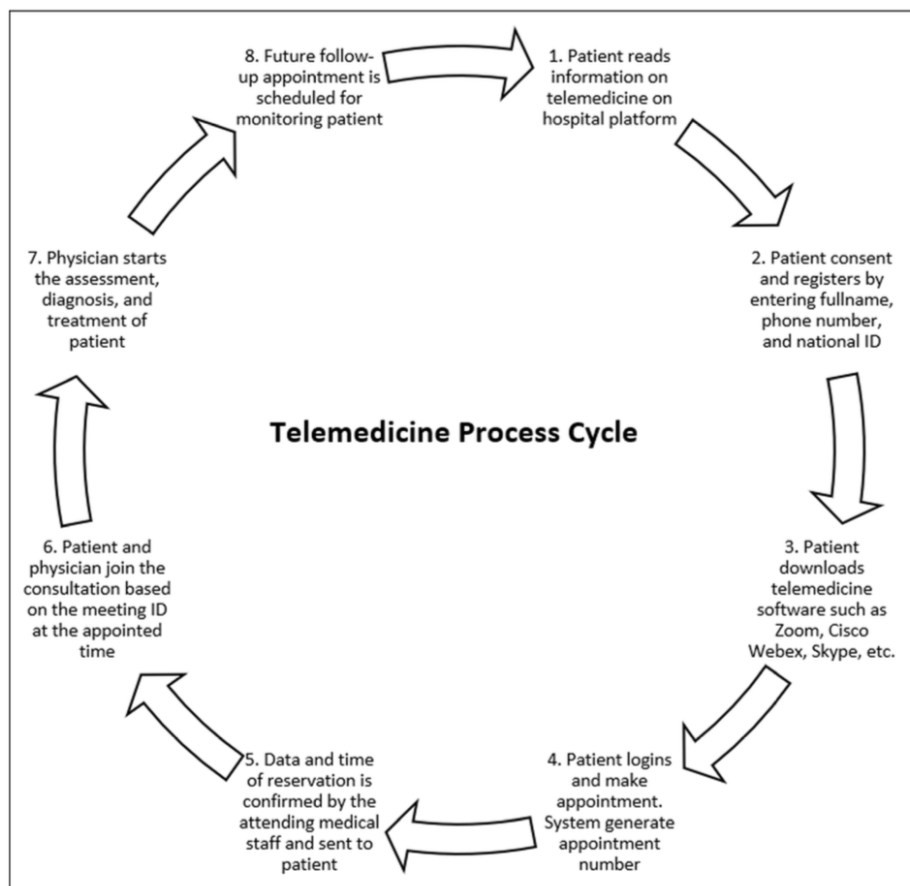 8. Future follow-
up appointment is
scheduled for
monitoring patient
1. Patient reads
information on
telemedicine on
hospital platform
2. Patient consent
and registers by
entering fullname,
phone number,
and national ID
3. Patient
downloads
telemedicine
software such as
Zoom, Cisco
Webex, Skype, etc.
4. Patient logins
and make
appointment.
System generate
appointment
number
5. Data and time
of reservation is
confirmed by the
attending medical
staff and sent to
patient
6. Patient and
physician join the
consultation based
on the meeting ID
at the appointed
time
7. Physician starts
the assessment,
diagnosis, and
treatment of
patient
Telemedicine Process Cycle